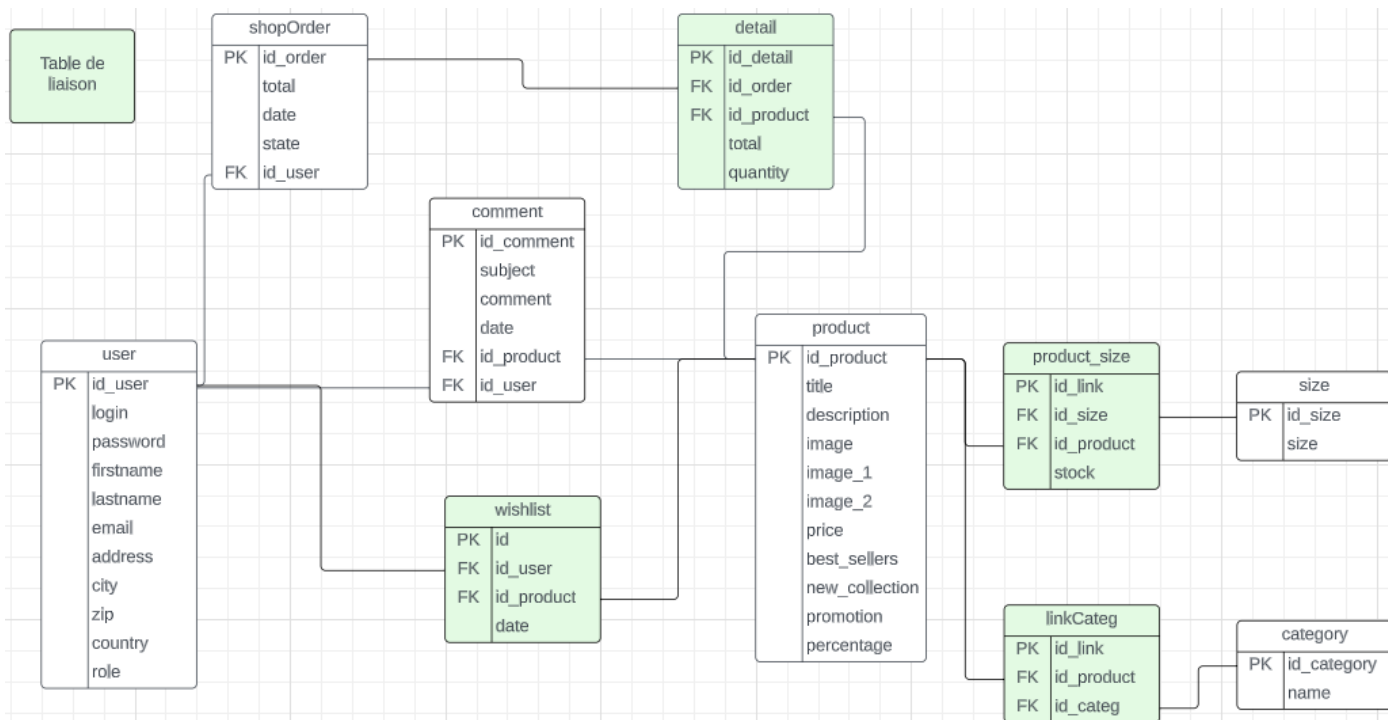 Table de
liaison
shopOrder
PK id_order
total
date
state
FK id_user
detail
PK id_detail
FK id_order
FK id_product
total
quantity
comment
PK id_comment
subject
comment
date
FK id_product
FK id_user
user
PK id_user
login
password
firstname
lastname
email
address
city
zip
country
role
wishlist
PK id
FK id_user
FK id_product
date
product
PK id_product
title
description
image
image_1
image_2
price
best_sellers
new_collection
promotion
percentage
product_size
PK id_link
FK id_size
FK id_product
stock
size
PK id_size
size
linkCateg
PK id_link
FK id_product
FK id_categ
category
PK id_category
name